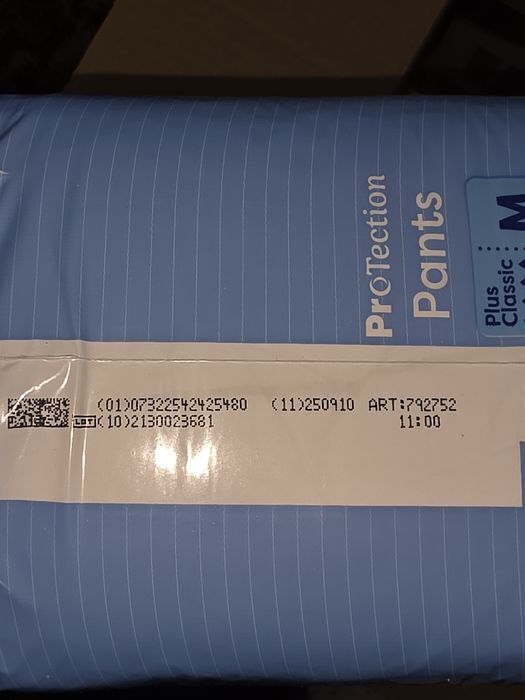 ProTection
Pants
Plus
Classic
M
(01)07322542425480 (11)250910 ART:792752
LOT (10)2130023681 11:00